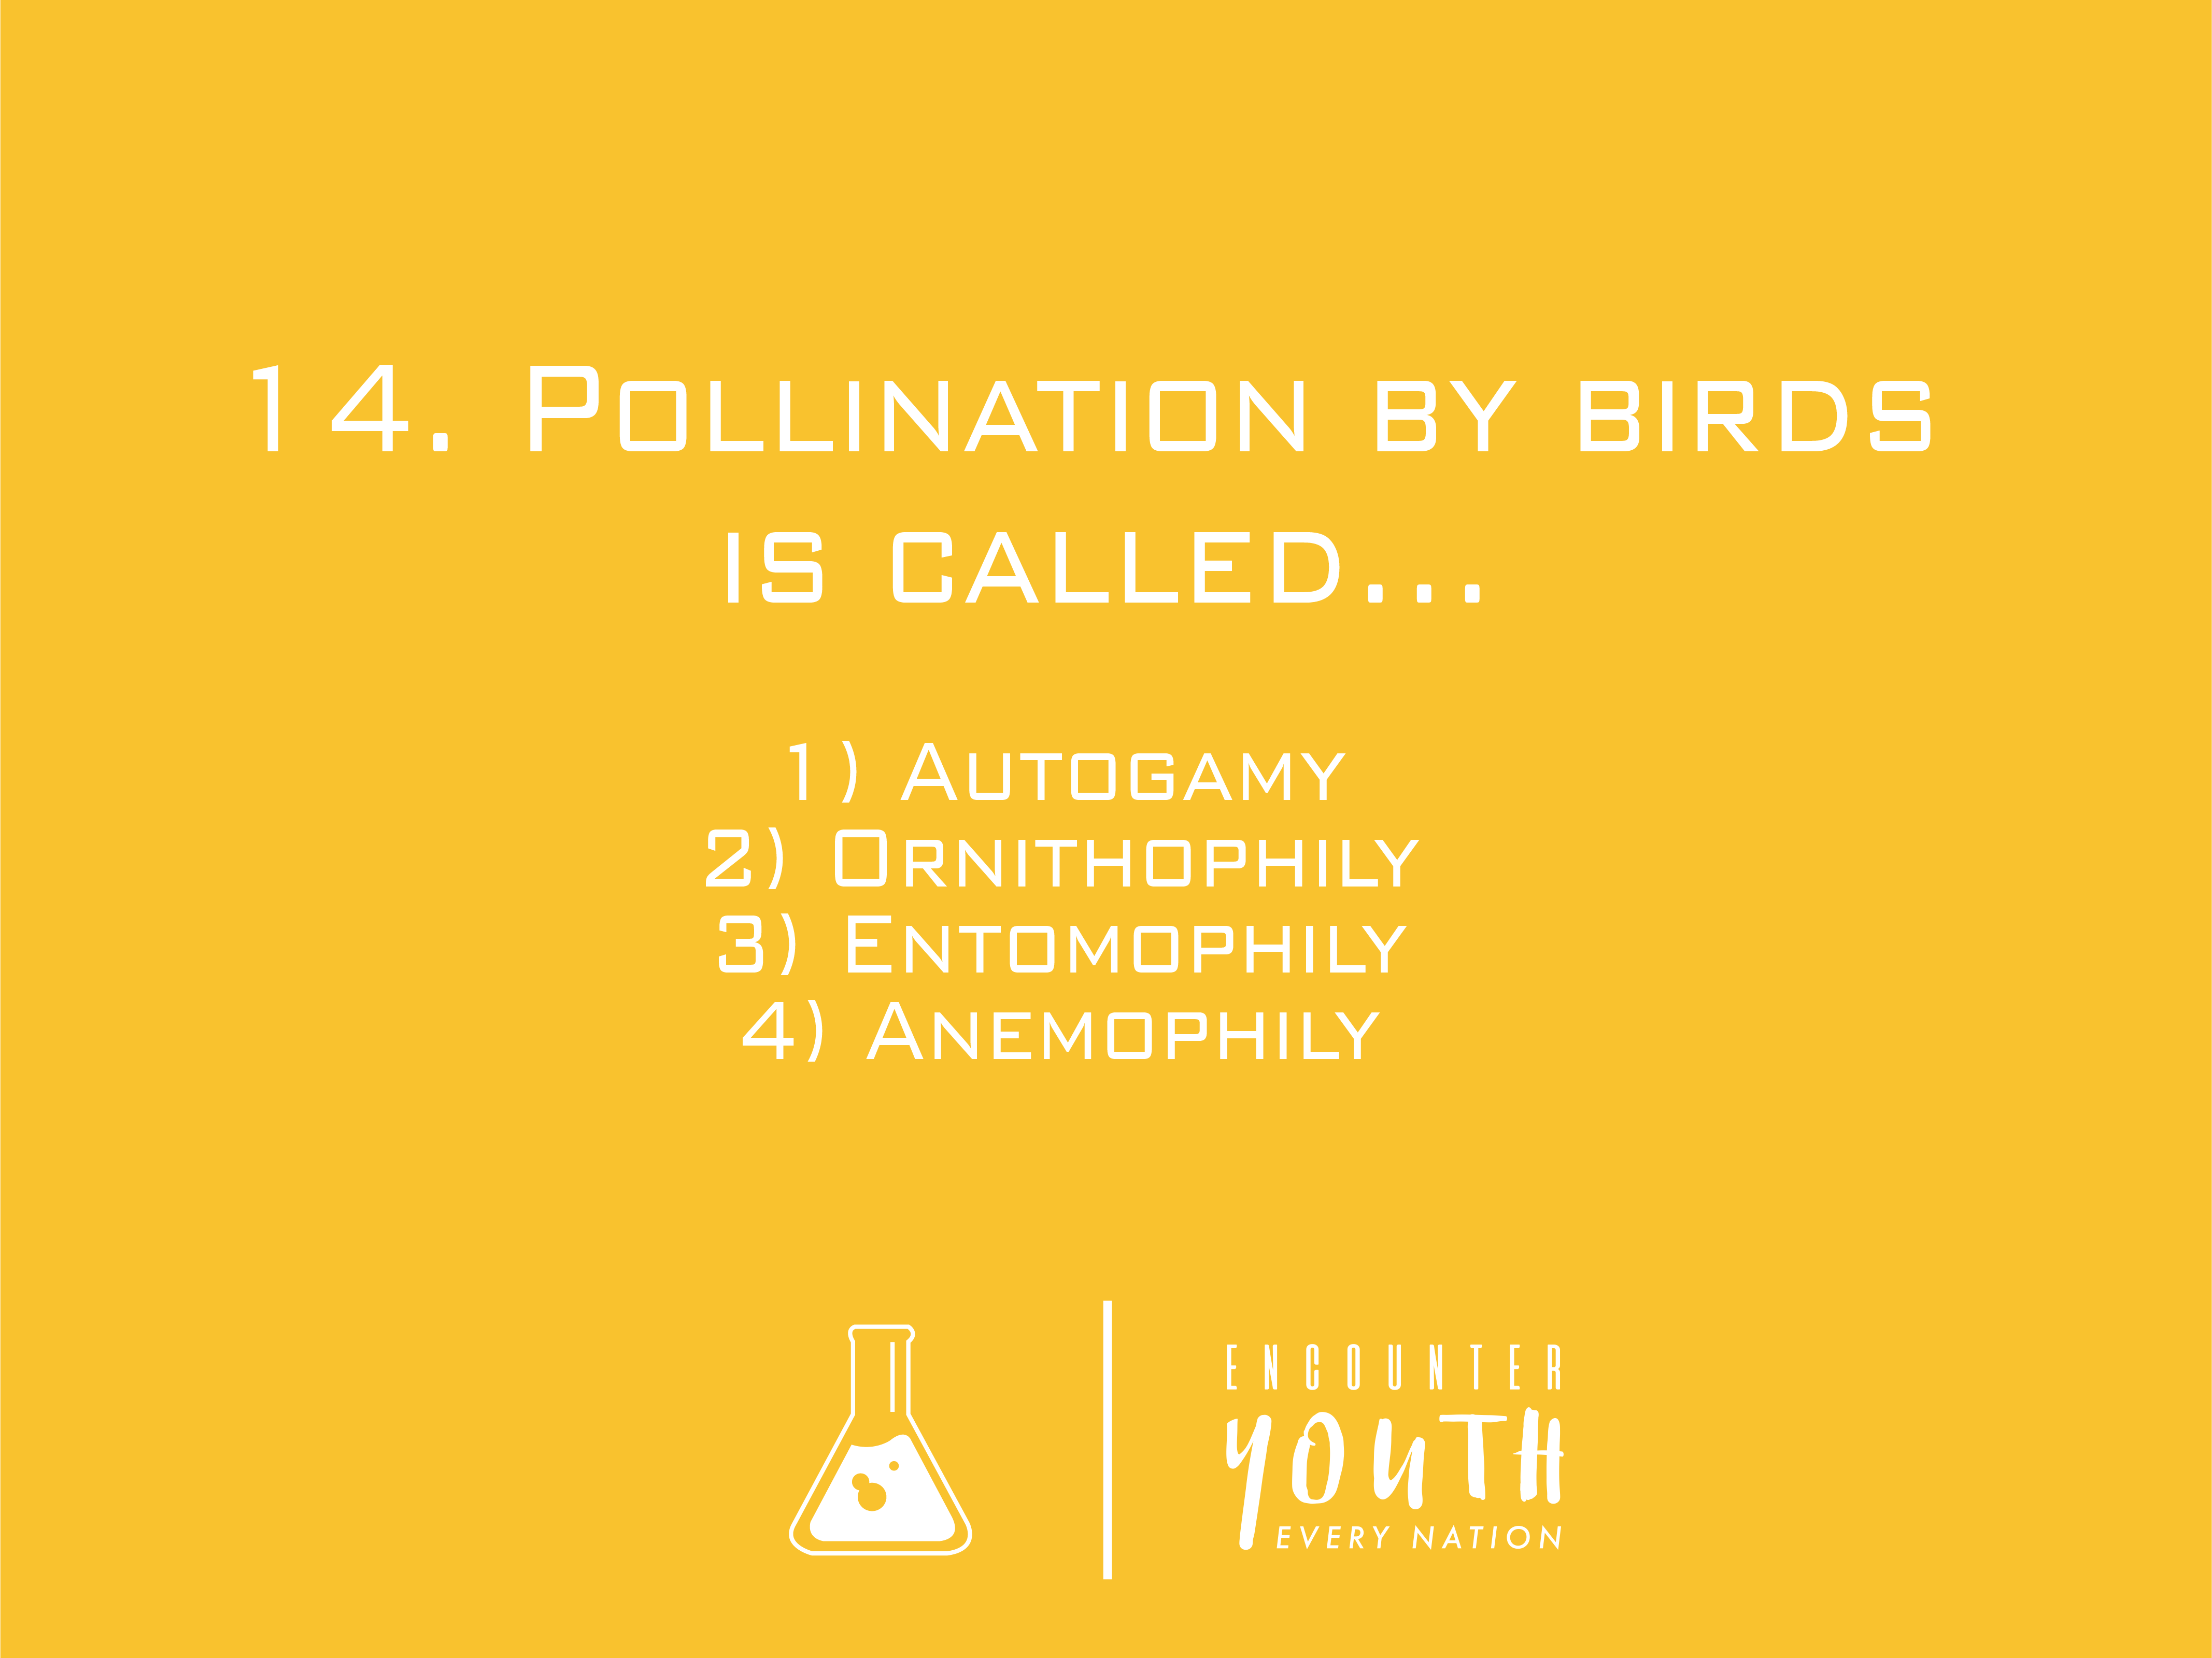 14. Pollination by birds
is called...
1) Autogamy
2) Ornithophily
3) Entomophily
4) Anemophily
ENCOUNTER
YOUTH
EVERY NATION